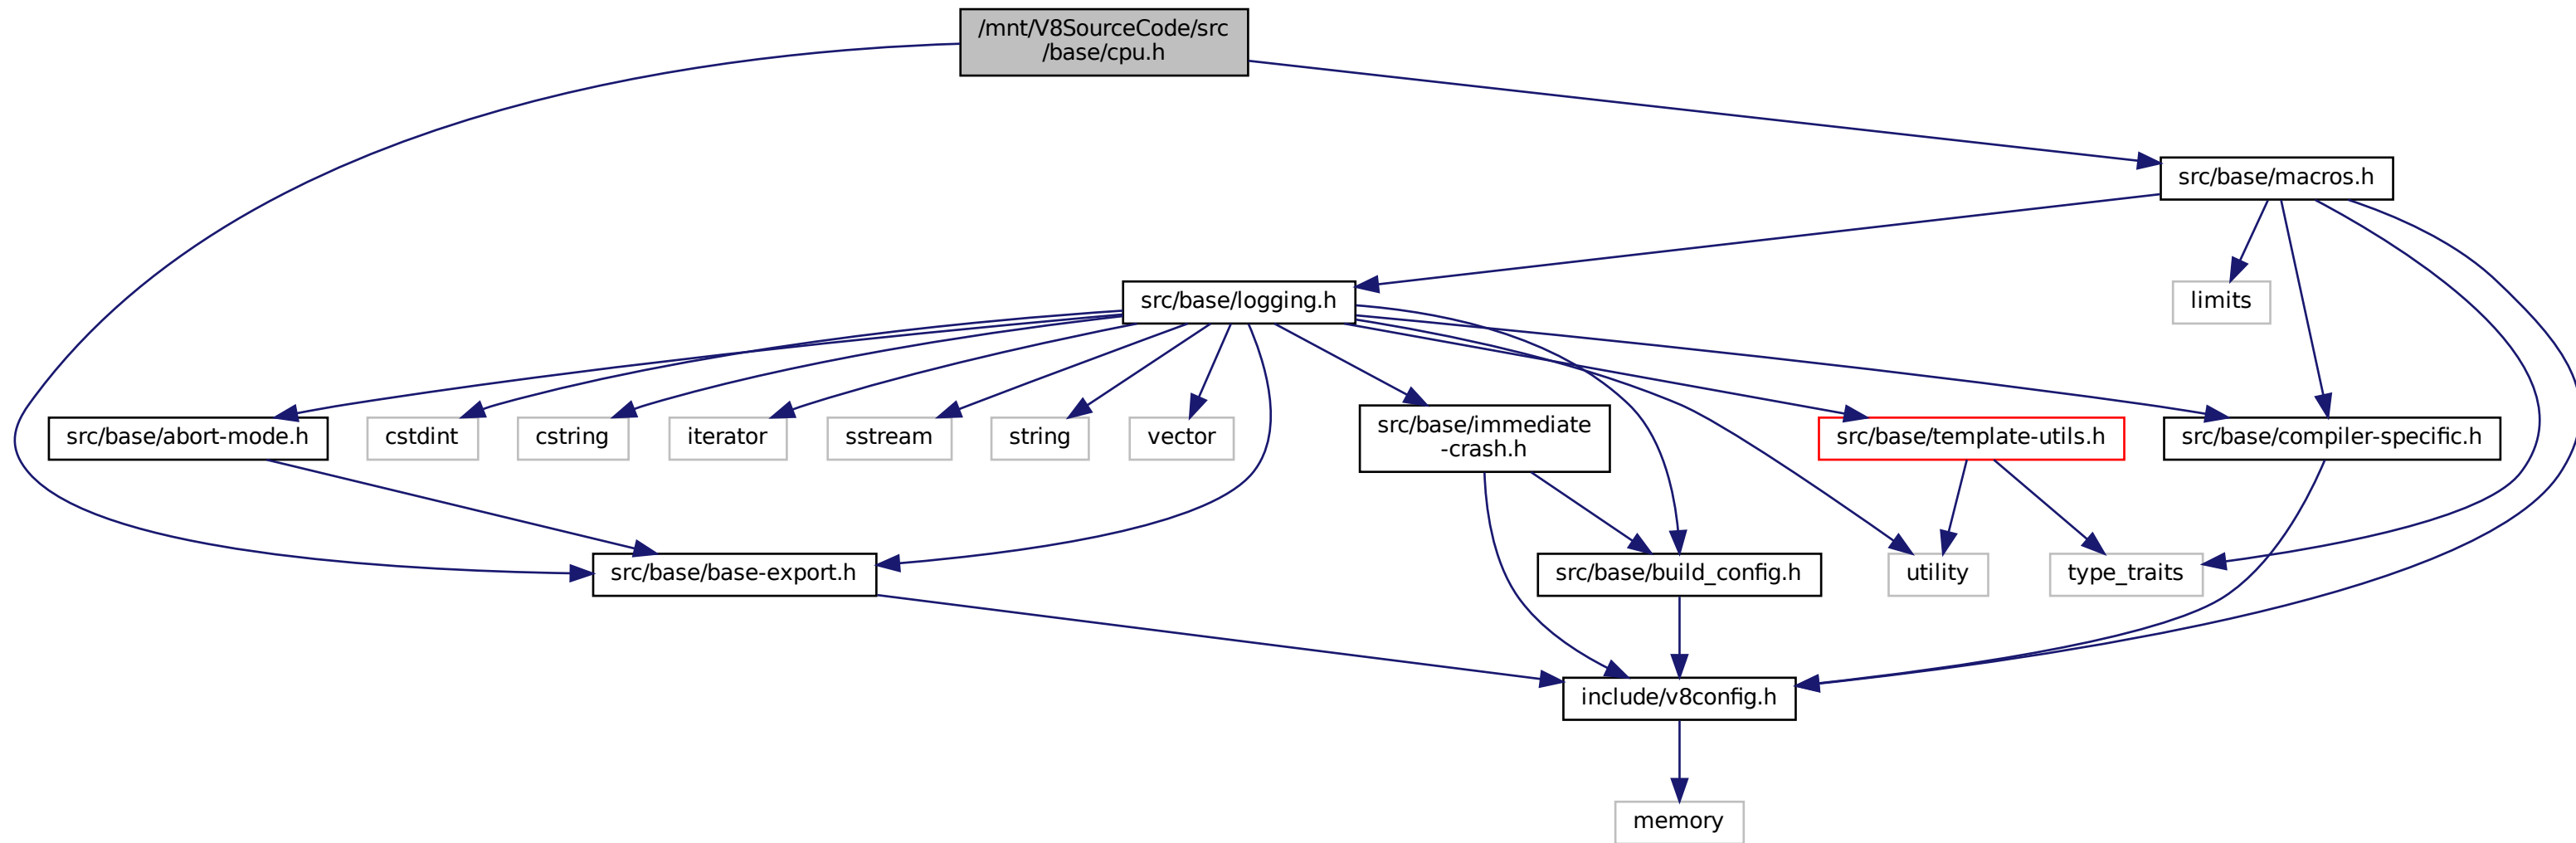 /mnt/V8SourceCode/src
/base/cpu.h
src/base/macros.h
src/base/logging.h
limits
src/base/abort-mode.h
cstdint
cstring
iterator
sstream
string
vector
src/base/immediate
-crash.h
src/base/template-utils.h
src/base/compiler-specific.h
src/base/base-export.h
src/base/build_config.h
utility
type_traits
include/v8config.h
memory